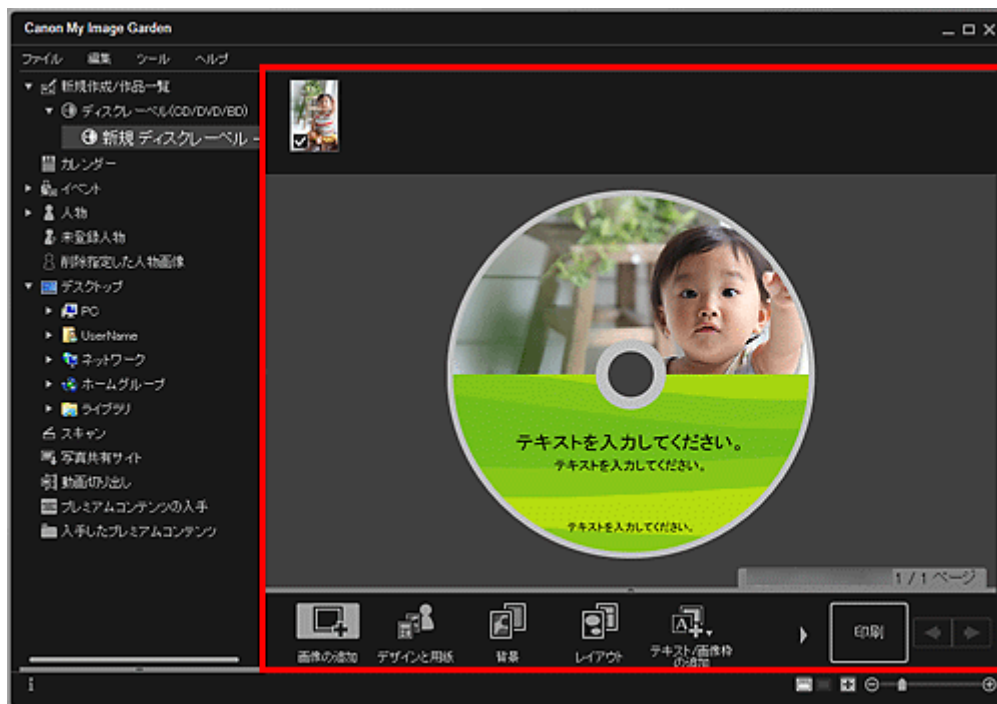 Canon My Image Garden
ファイル 編集 ツール ヘルプ
新規作成/作品一覧
ディスクレーベル(CD/DVD/BD)
新規 ディスクレーベル -
カレンダー
イベント
人物
未登録人物
削除指定した人物画像
デスクトップ
PC
UserName
ネットワーク
ホームグループ
ライブラリ
スキャン
写真共有サイト
動画切り出し
プレミアムコンテンツの入手
入手したプレミアムコンテンツ
テキストを入力してください。
テキストを入力してください。
テキストを入力してください。
1 / 1 ページ
画像の追加 デザインと用紙 背景 レイアウト テキスト/画像枠
の追加
印刷